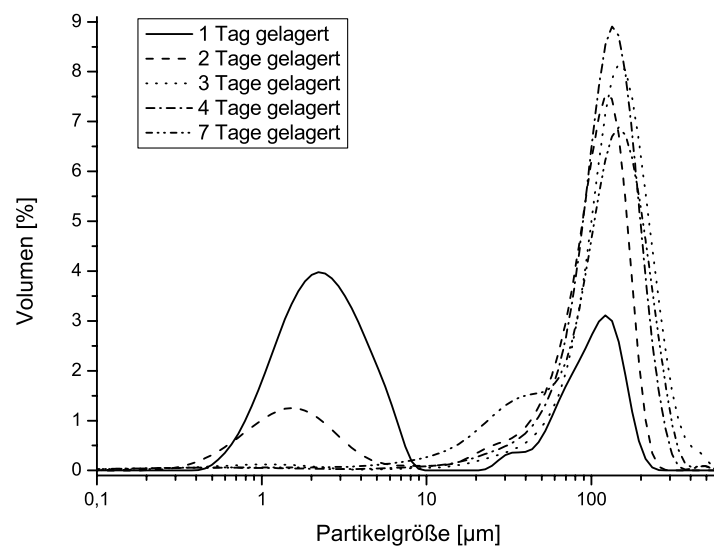 1 Tag gelagert
2 Tage gelagert
3 Tage gelagert
4 Tage gelagert
7 Tage gelagert
9
8
7
6
5
4
3
2
1
0
Volumen [%]
0,1 1 10 100
Partikelgröße [µm]